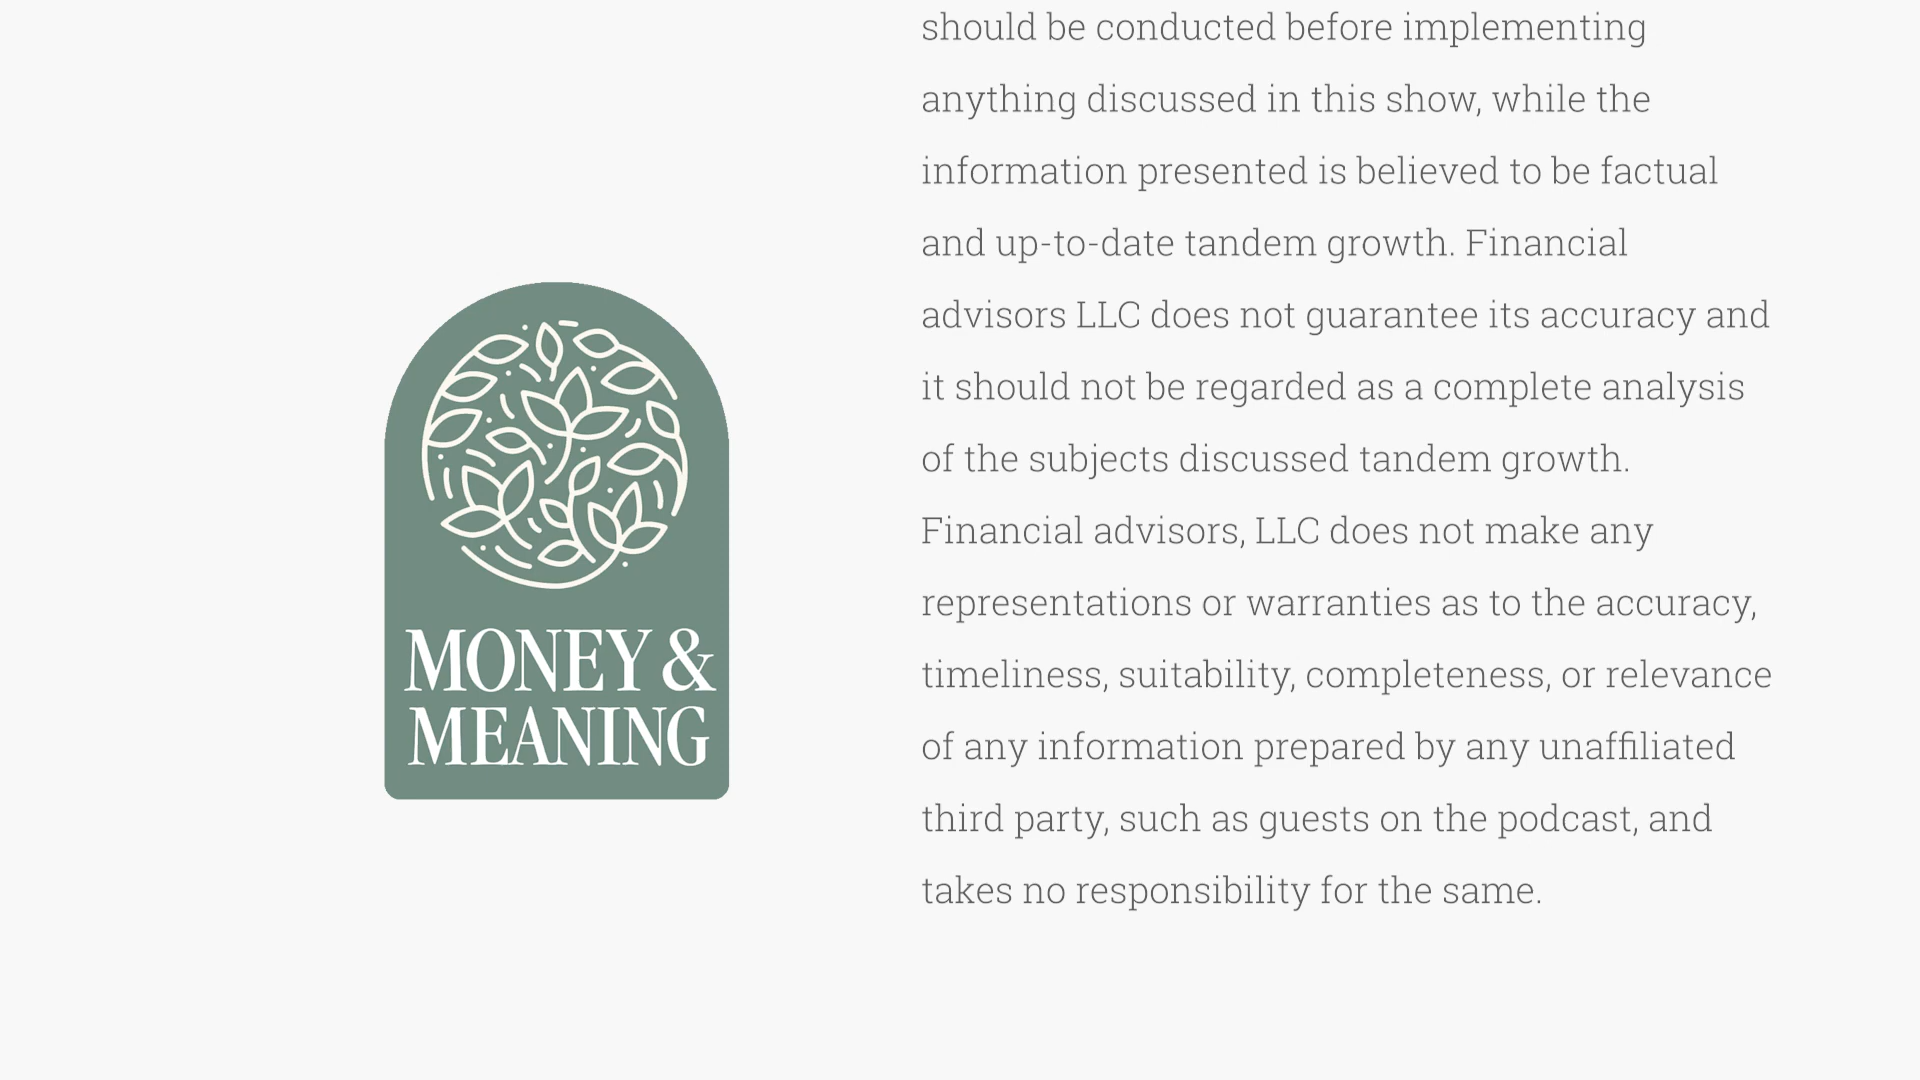 MONEY &
MEANING
should be conducted before implementing
anything discussed in this show, while the
information presented is believed to be factual
and up-to-date tandem growth. Financial
advisors LLC does not guarantee its accuracy and
it should not be regarded as a complete analysis
of the subjects discussed tandem growth.
Financial advisors, LLC does not make any
representations or warranties as to the accuracy,
timeliness, suitability, completeness, or relevance
of any information prepared by any unaffiliated
third party, such as guests on the podcast, and
takes no responsibility for the same.